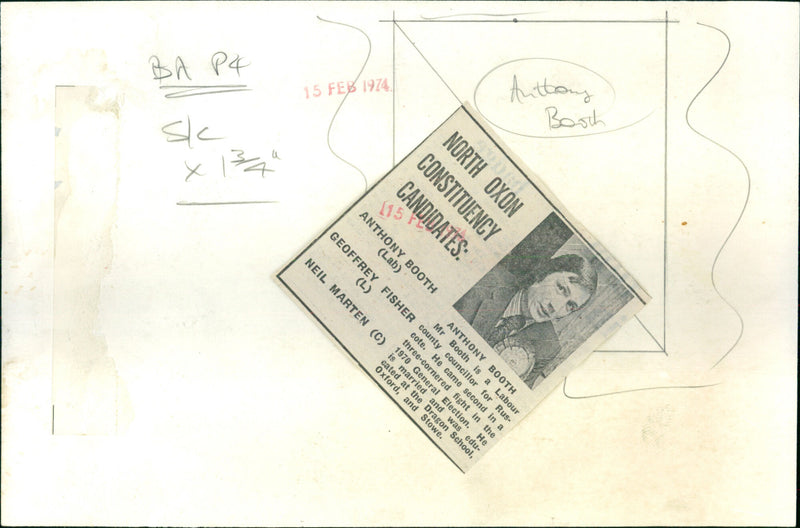 BA P4
15 FEB 1974
Anthony
Booth
S/C
x 1 3/4"
NORTH OXON
CONSTITUENCY
CANDIDATES:
15 FEB 1974
ANTHONY BOOTH
(Lab)
GEOFFREY FISHER
(L)
NEIL MARTEN (C)
ANTHONY BOOTH
Mr Booth is a Labour
county councillor for Rus-
cote. He came second in a
three-cornered fight in the
1970 General Election. He
is married and was edu-
cated at the Dragon School,
Oxford, and Stowe.